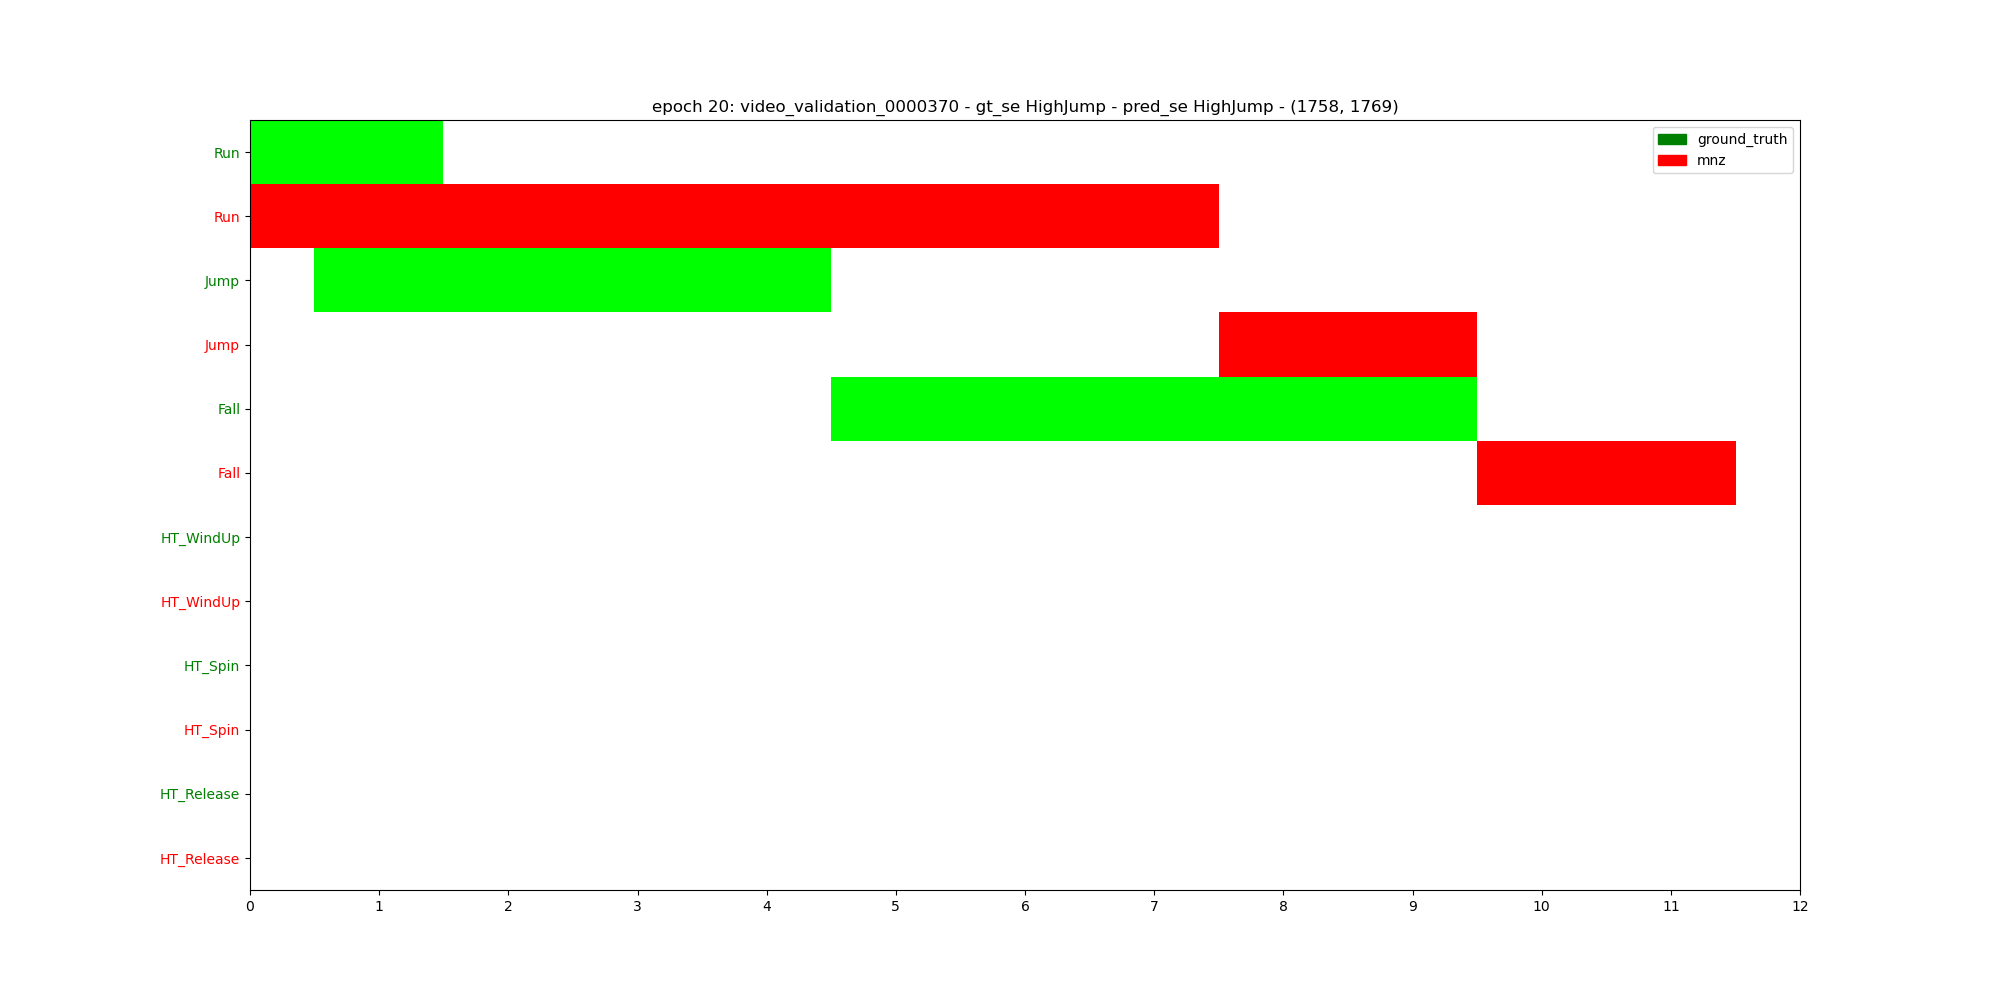 epoch 20: video_validation_0000370 - gt_se HighJump - pred_se HighJump - (1758, 1769)
ground_truth
mnz
Run
Run
Jump
Jump
Fall
Fall
HT_WindUp
HT_WindUp
HT_Spin
HT_Spin
HT_Release
HT_Release
0 1 2 3 4 5 6 7 8 9 10 11 12